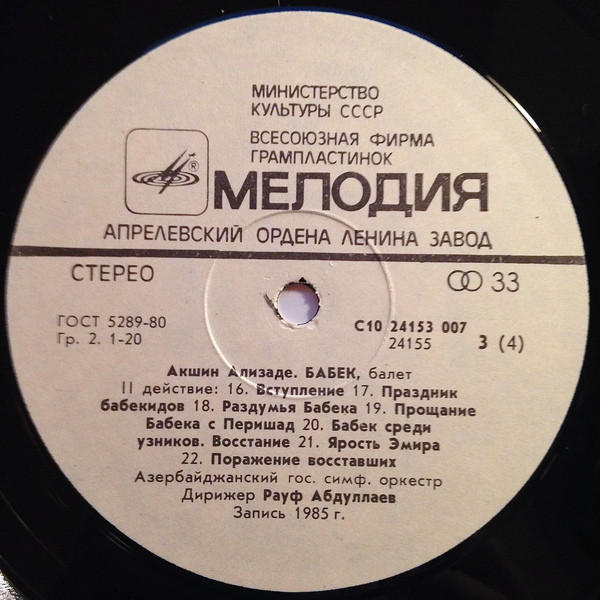 МИНИСТЕРСТВО
КУЛЬТУРЫ СССР
ВСЕСОЮЗНАЯ ФИРМА
ГРАМПЛАСТИНОК
®
МЕЛОДИЯ
АПРЕЛЕВСКИЙ ОРДЕНА ЛЕНИНА ЗАВОД
СТЕРЕО
33
ГОСТ 5289-80
Гр. 2. 1-20
С10 24153 007
24155
3 (4)
Акшин Ализаде. БАБЕК, балет
II действие: 16. Вступление 17. Праздник
бабекидов 18. Раздумья Бабека 19. Прощание
Бабека с Перишад 20. Бабек среди
узников. Восстание 21. Ярость Эмира
22. Поражение восставших
Азербайджанский гос. симф. оркестр
Дирижер Рауф Абдуллаев
Запись 1985 г.